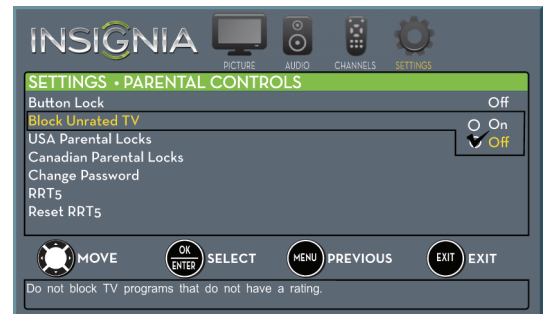 INSIGNIA
PICTURE AUDIO CHANNELS SETTINGS
SETTINGS • PARENTAL CONTROLS
Button Lock Off
Block Unrated TV On
Off
USA Parental Locks
Canadian Parental Locks
Change Password
RRT5
Reset RRT5
MOVE OK ENTER SELECT MENU PREVIOUS EXIT EXIT
Do not block TV programs that do not have a rating.